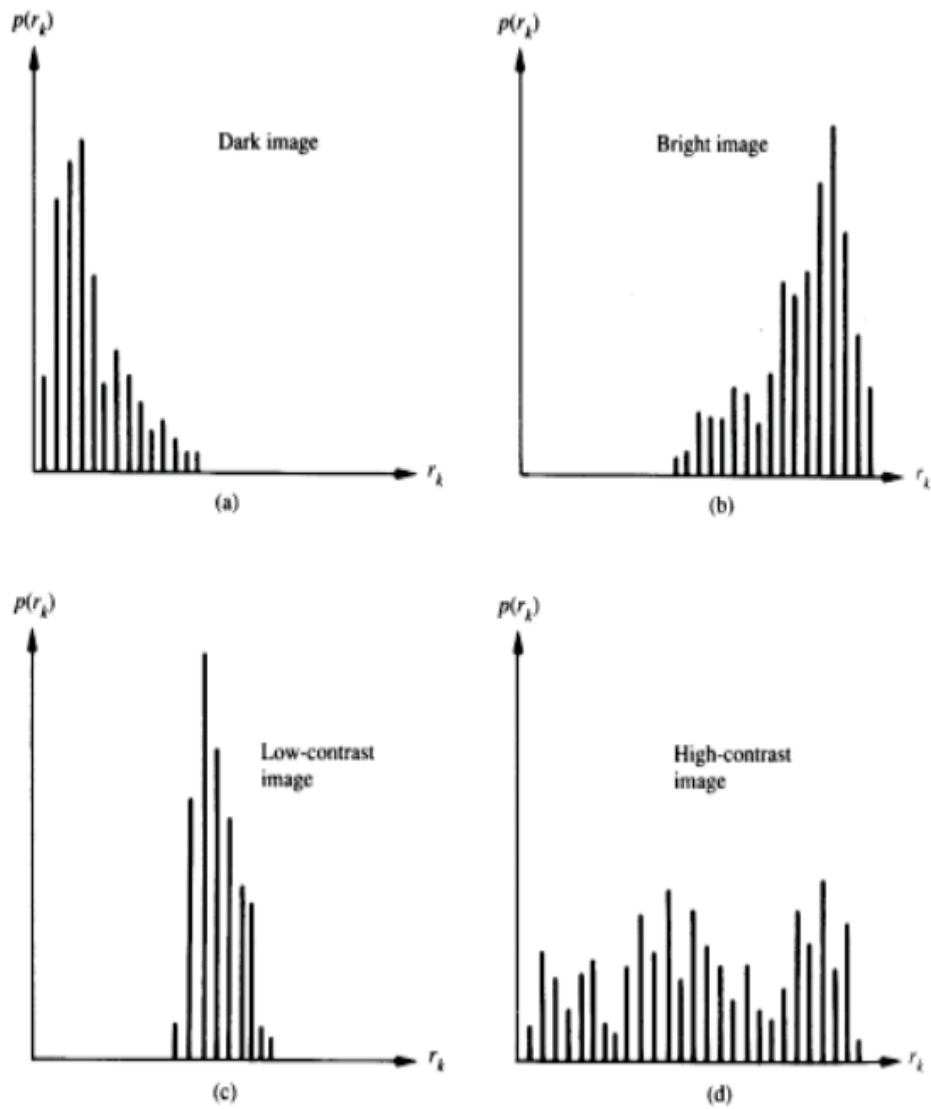 p(r_k)
Dark image
r_k
(a)
p(r_k)
Bright image
r_k
(b)
p(r_k)
Low-contrast
image
r_k
(c)
p(r_k)
High-contrast
image
r_k
(d)